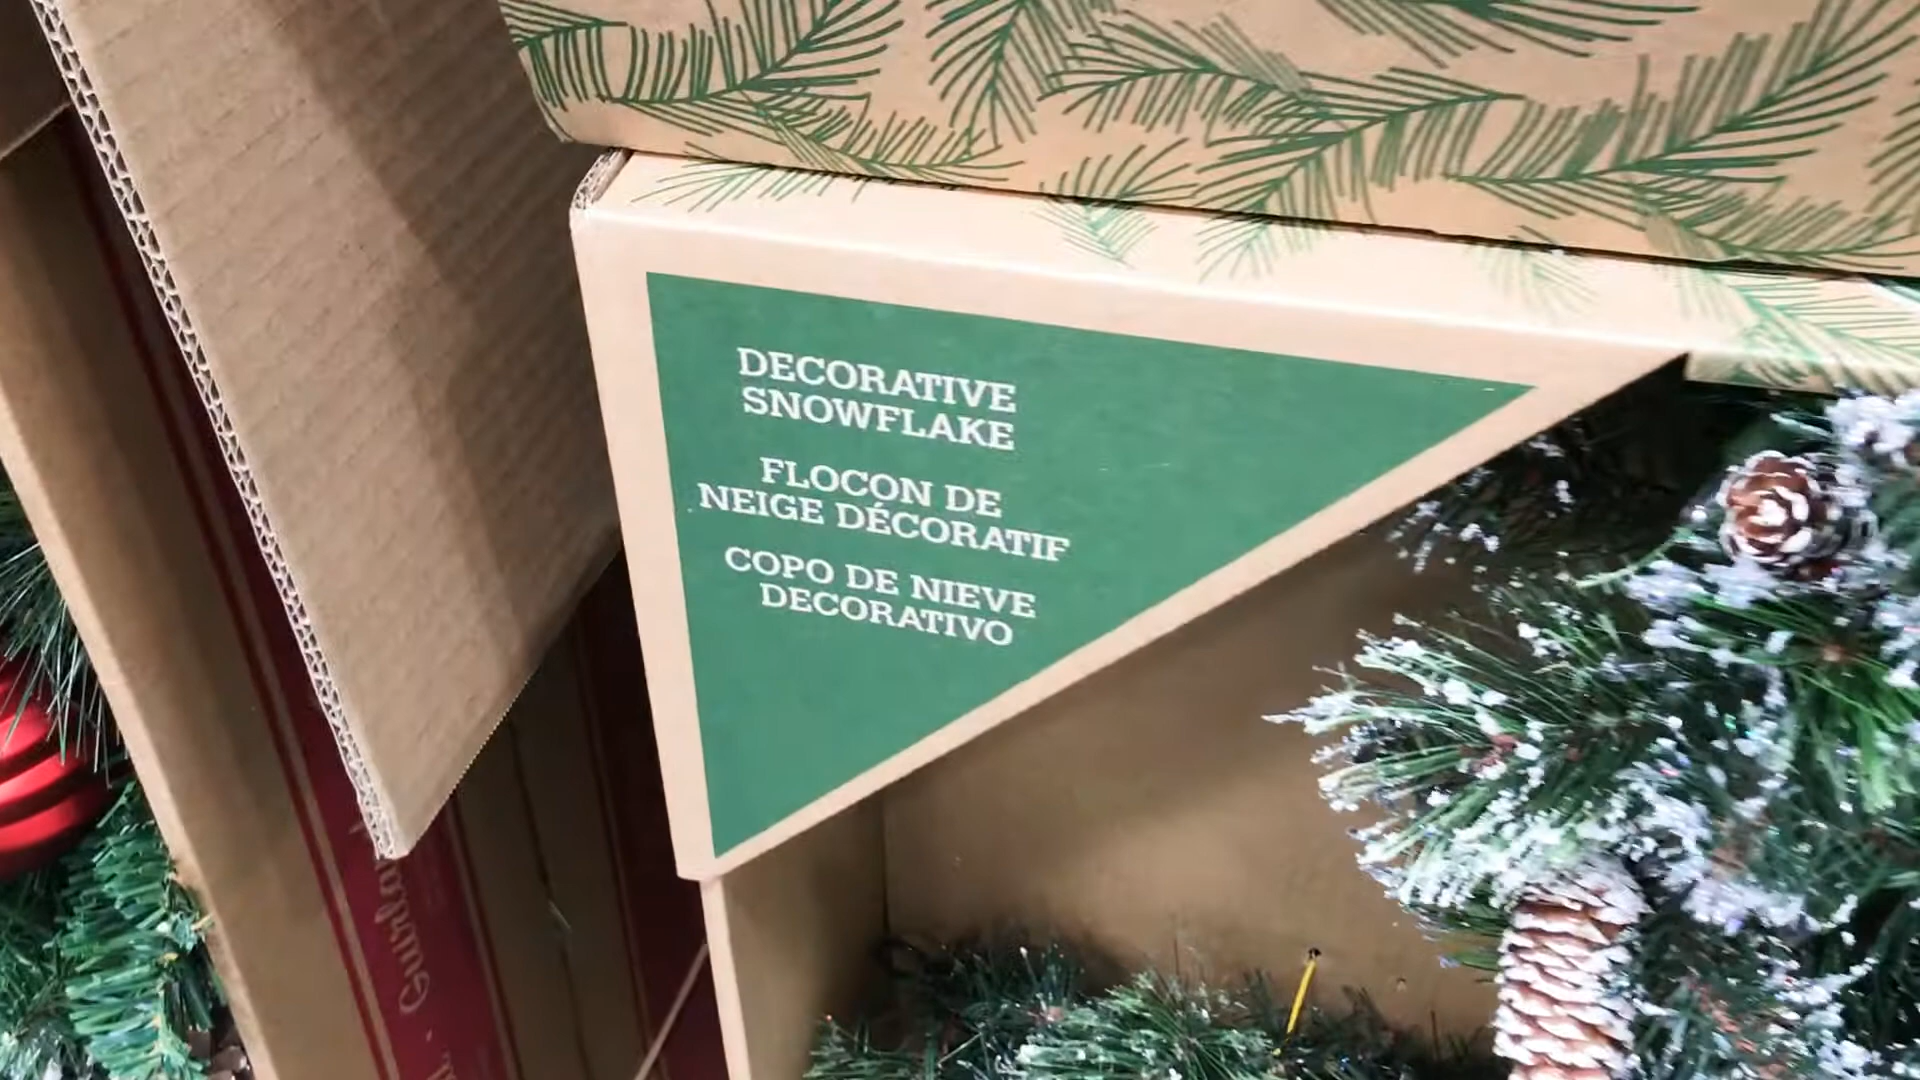 DECORATIVE
SNOWFLAKE
FLOCON DE
NEIGE DÉCORATIF
COPO DE NIEVE
DECORATIVO